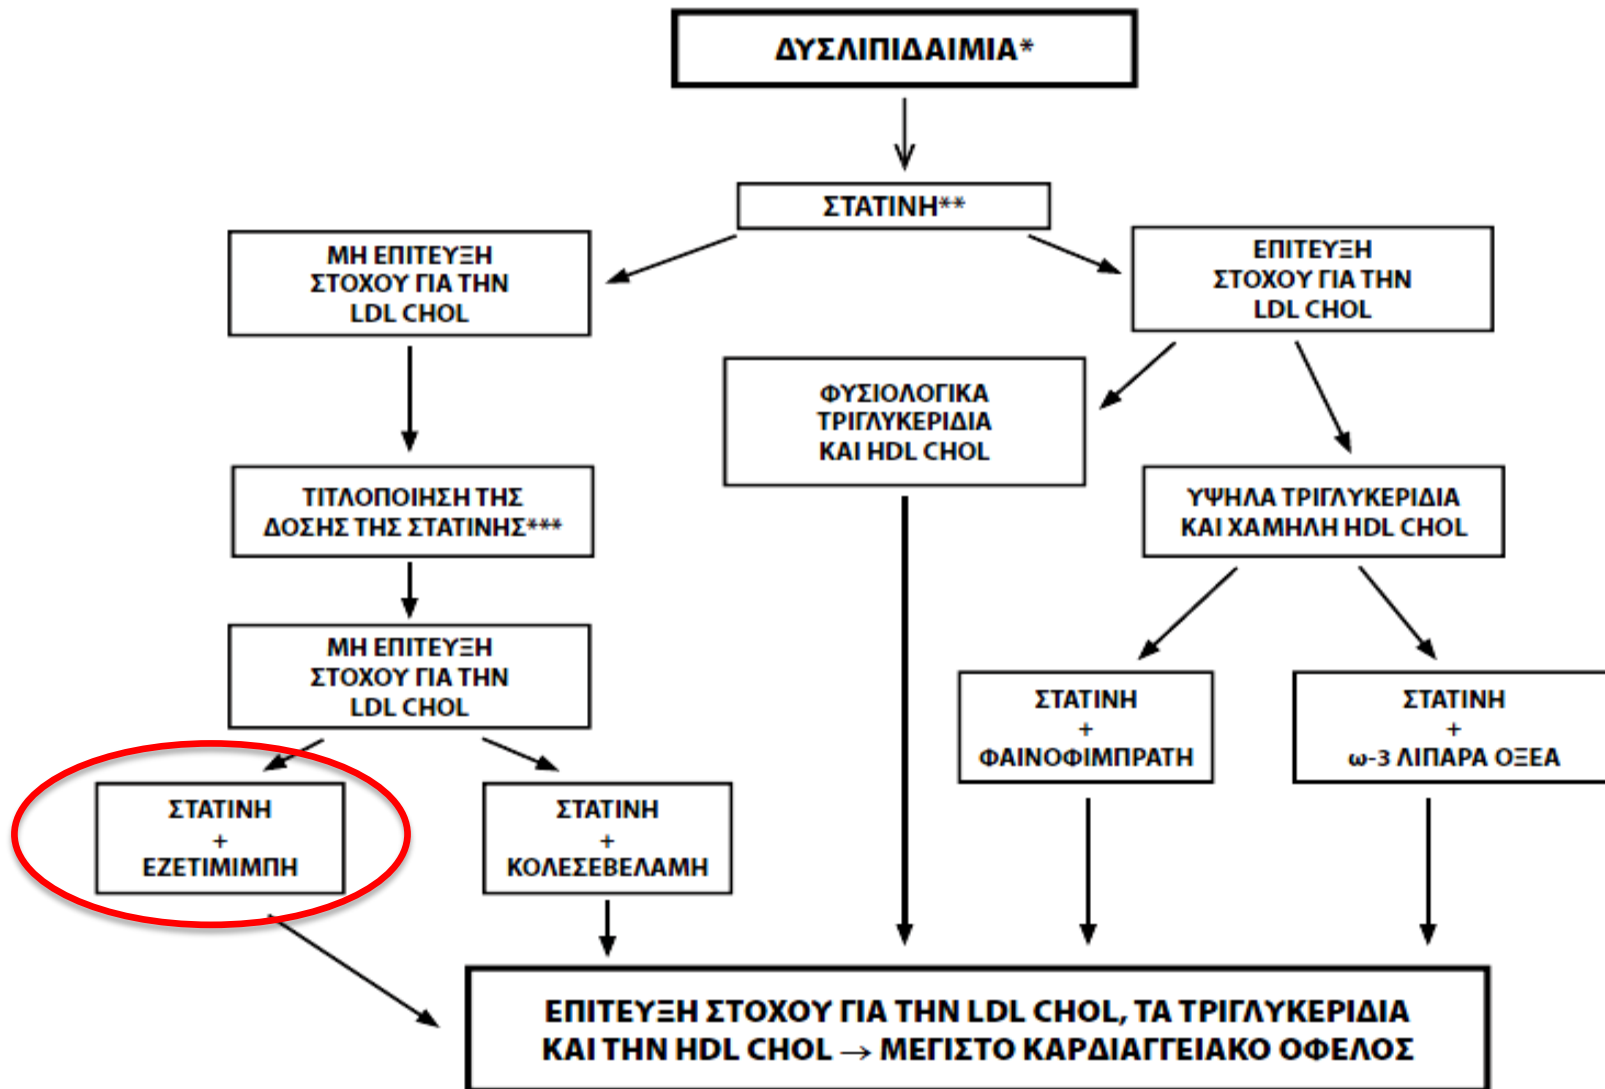 ΔΥΣΛΙΠΙΔΑΙΜΙΑ*
ΣΤΑΤΙΝΗ**
ΜΗ ΕΠΙΤΕΥΞΗ
ΣΤΟΧΟΥ ΓΙΑ ΤΗΝ
LDL CHOL
ΕΠΙΤΕΥΞΗ
ΣΤΟΧΟΥ ΓΙΑ ΤΗΝ
LDL CHOL
ΦΥΣΙΟΛΟΓΙΚΑ
ΤΡΙΓΛΥΚΕΡΙΔΙΑ
ΚΑΙ HDL CHOL
ΤΙΤΛΟΠΟΙΗΣΗ ΤΗΣ
ΔΟΣΗΣ ΤΗΣ ΣΤΑΤΙΝΗΣ***
ΥΨΗΛΑ ΤΡΙΓΛΥΚΕΡΙΔΙΑ
ΚΑΙ ΧΑΜΗΛΗ HDL CHOL
ΜΗ ΕΠΙΤΕΥΞΗ
ΣΤΟΧΟΥ ΓΙΑ ΤΗΝ
LDL CHOL
ΣΤΑΤΙΝΗ
+
ΦΑΙΝΟΦΙΜΠΡΑΤΗ
ΣΤΑΤΙΝΗ
+
ω-3 ΛΙΠΑΡΑ ΟΞΕΑ
ΣΤΑΤΙΝΗ
+
ΕΖΕΤΙΜΙΜΠΗ
ΣΤΑΤΙΝΗ
+
ΚΟΛΕΣΕΒΕΛΑΜΗ
ΕΠΙΤΕΥΞΗ ΣΤΟΧΟΥ ΓΙΑ ΤΗΝ LDL CHOL, ΤΑ ΤΡΙΓΛΥΚΕΡΙΔΙΑ
ΚΑΙ ΤΗΝ HDL CHOL → ΜΕΓΙΣΤΟ ΚΑΡΔΙΑΓΓΕΙΑΚΟ ΟΦΕΛΟΣ